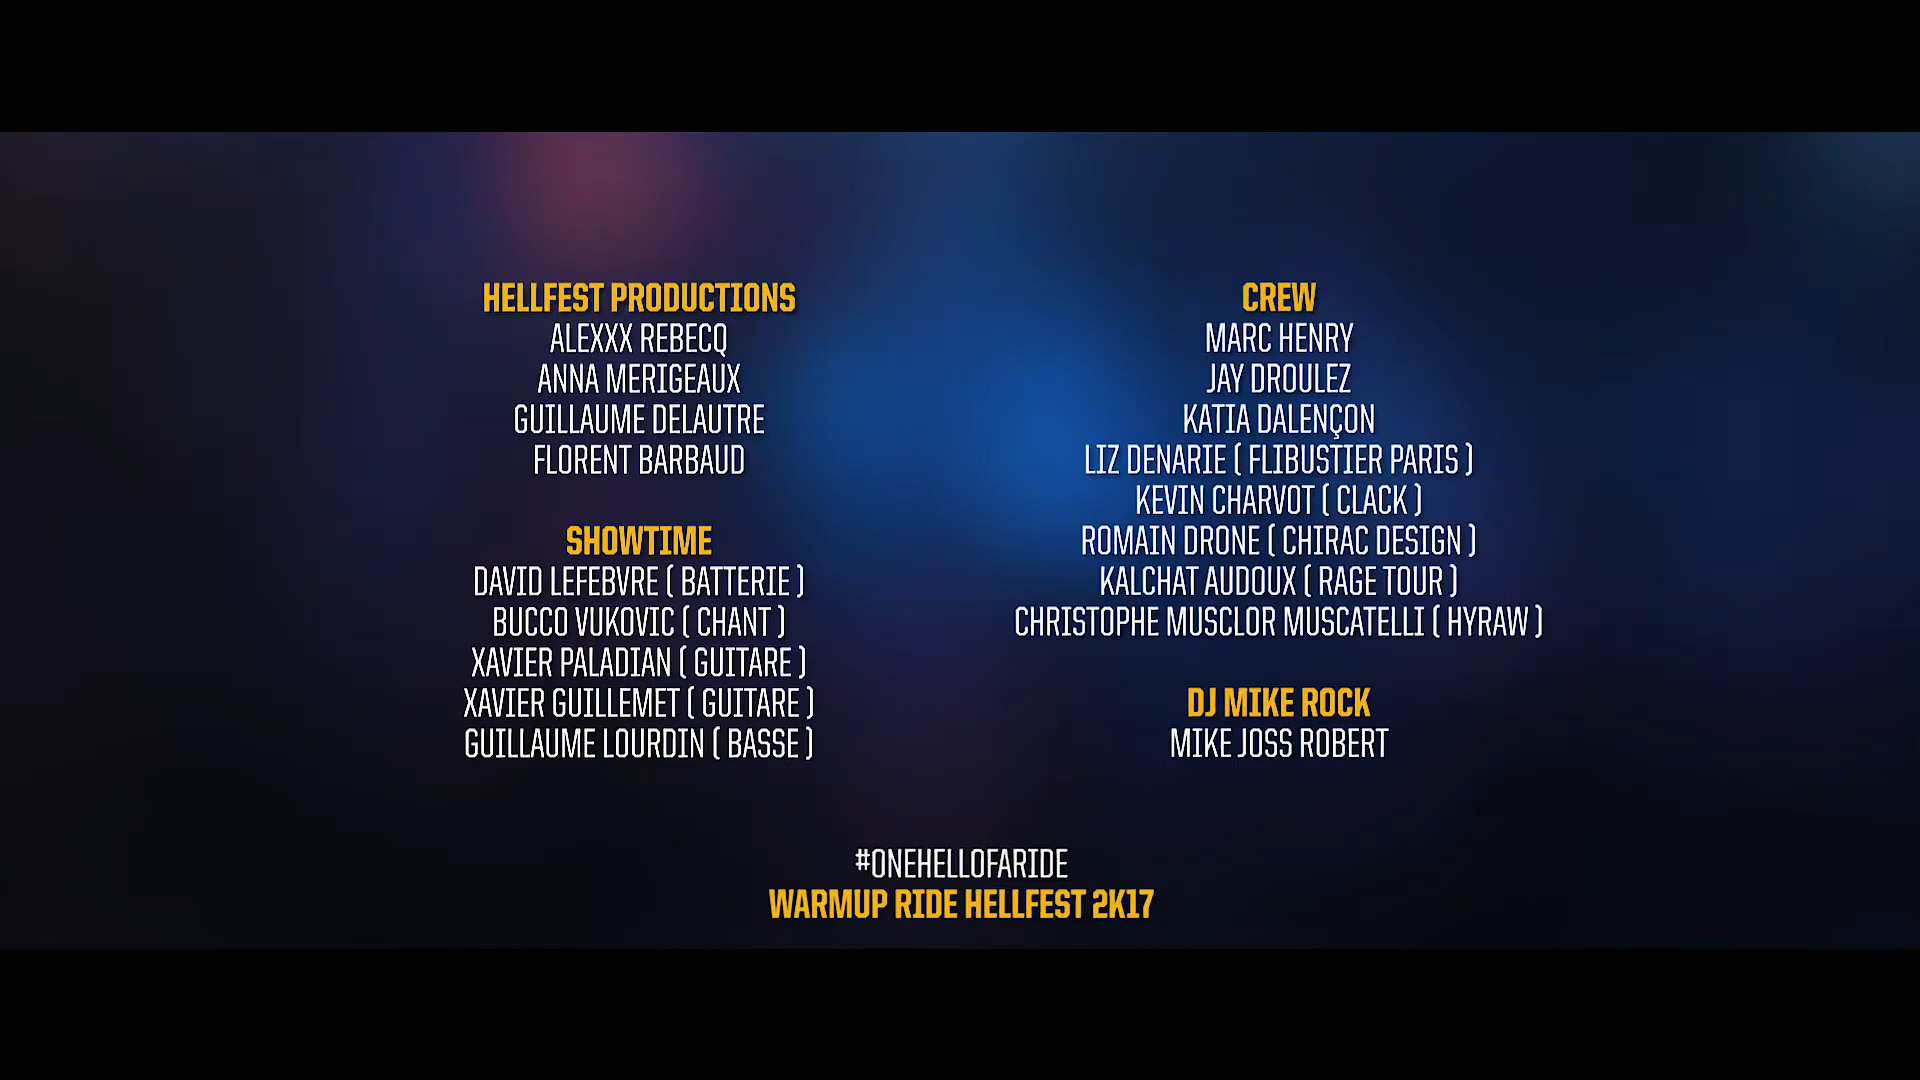 HELLFEST PRODUCTIONS
ALEXXX REBECQ
ANNA MERIGEAUX
GUILLAUME DELAUTRE
FLORENT BARBAUD
SHOWTIME
DAVID LEFEBVRE ( BATTERIE )
BUCCO VUKOVIC ( CHANT )
XAVIER PALADIAN ( GUITARE )
XAVIER GUILLEMET ( GUITARE )
GUILLAUME LOURDIN ( BASSE )
CREW
MARC HENRY
JAY DROULEZ
KATIA DALENÇON
LIZ DENARIE ( FLIBUSTIER PARIS )
KEVIN CHARVOT ( CLACK )
ROMAIN DRONE ( CHIRAC DESIGN )
KALCHAT AUDOUX ( RAGE TOUR )
CHRISTOPHE MUSCLOR MUSCATELLI ( HYRAW )
DJ MIKE ROCK
MIKE JOSS ROBERT
#ONEHELLOFARIDE
WARMUP RIDE HELLFEST 2K17